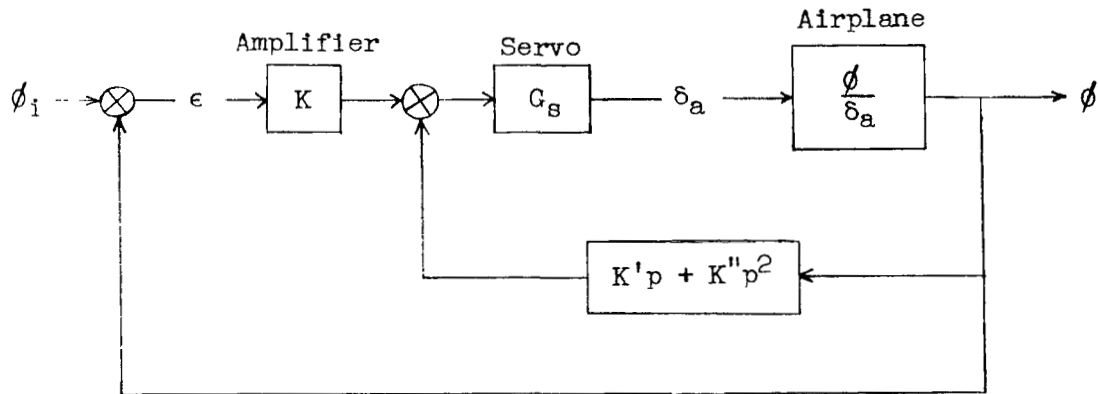 Amplifier
Servo
Airplane
ϕᵢ
ϵ
K
Gₛ
δₐ
ϕ
δₐ
ϕ
K'p + K"p²